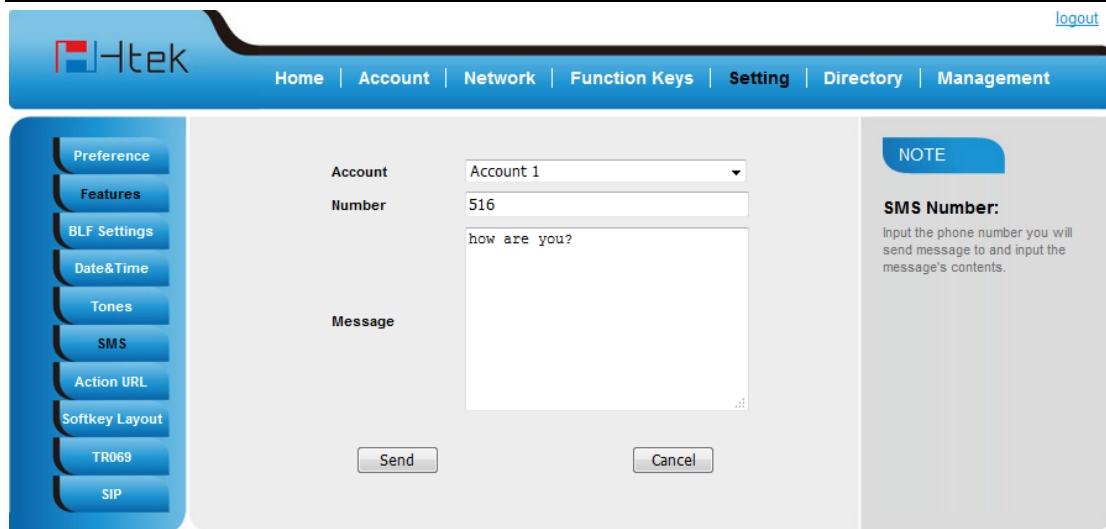 logout
Htek
Home | Account | Network | Function Keys | Setting | Directory | Management
Preference
Features
BLF Settings
Date&Time
Tones
SMS
Action URL
Softkey Layout
TR069
SIP
Account
Account 1
Number
516
Message
how are you?
Send
Cancel
NOTE
SMS Number:
Input the phone number you will
send message to and input the
message's contents.